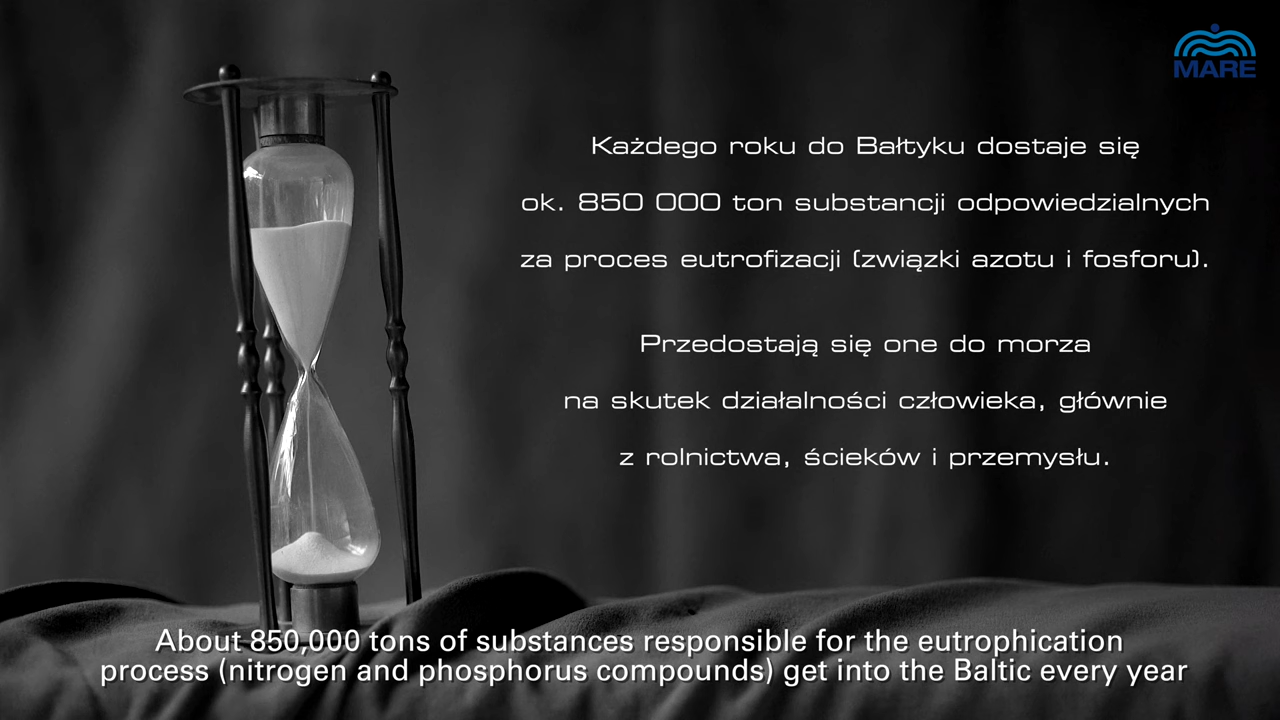 MARE
Każdego roku do Bałtyku dostaje się
ok. 850 000 ton substancji odpowiedzialnych
za proces eutrofizacji (związki azotu i fosforu).
Przedostają się one do morza
na skutek działalności człowieka, głównie
z rolnictwa, ścieków i przemysłu.
About 850,000 tons of substances responsible for the eutrophication
process (nitrogen and phosphorus compounds) get into the Baltic every year